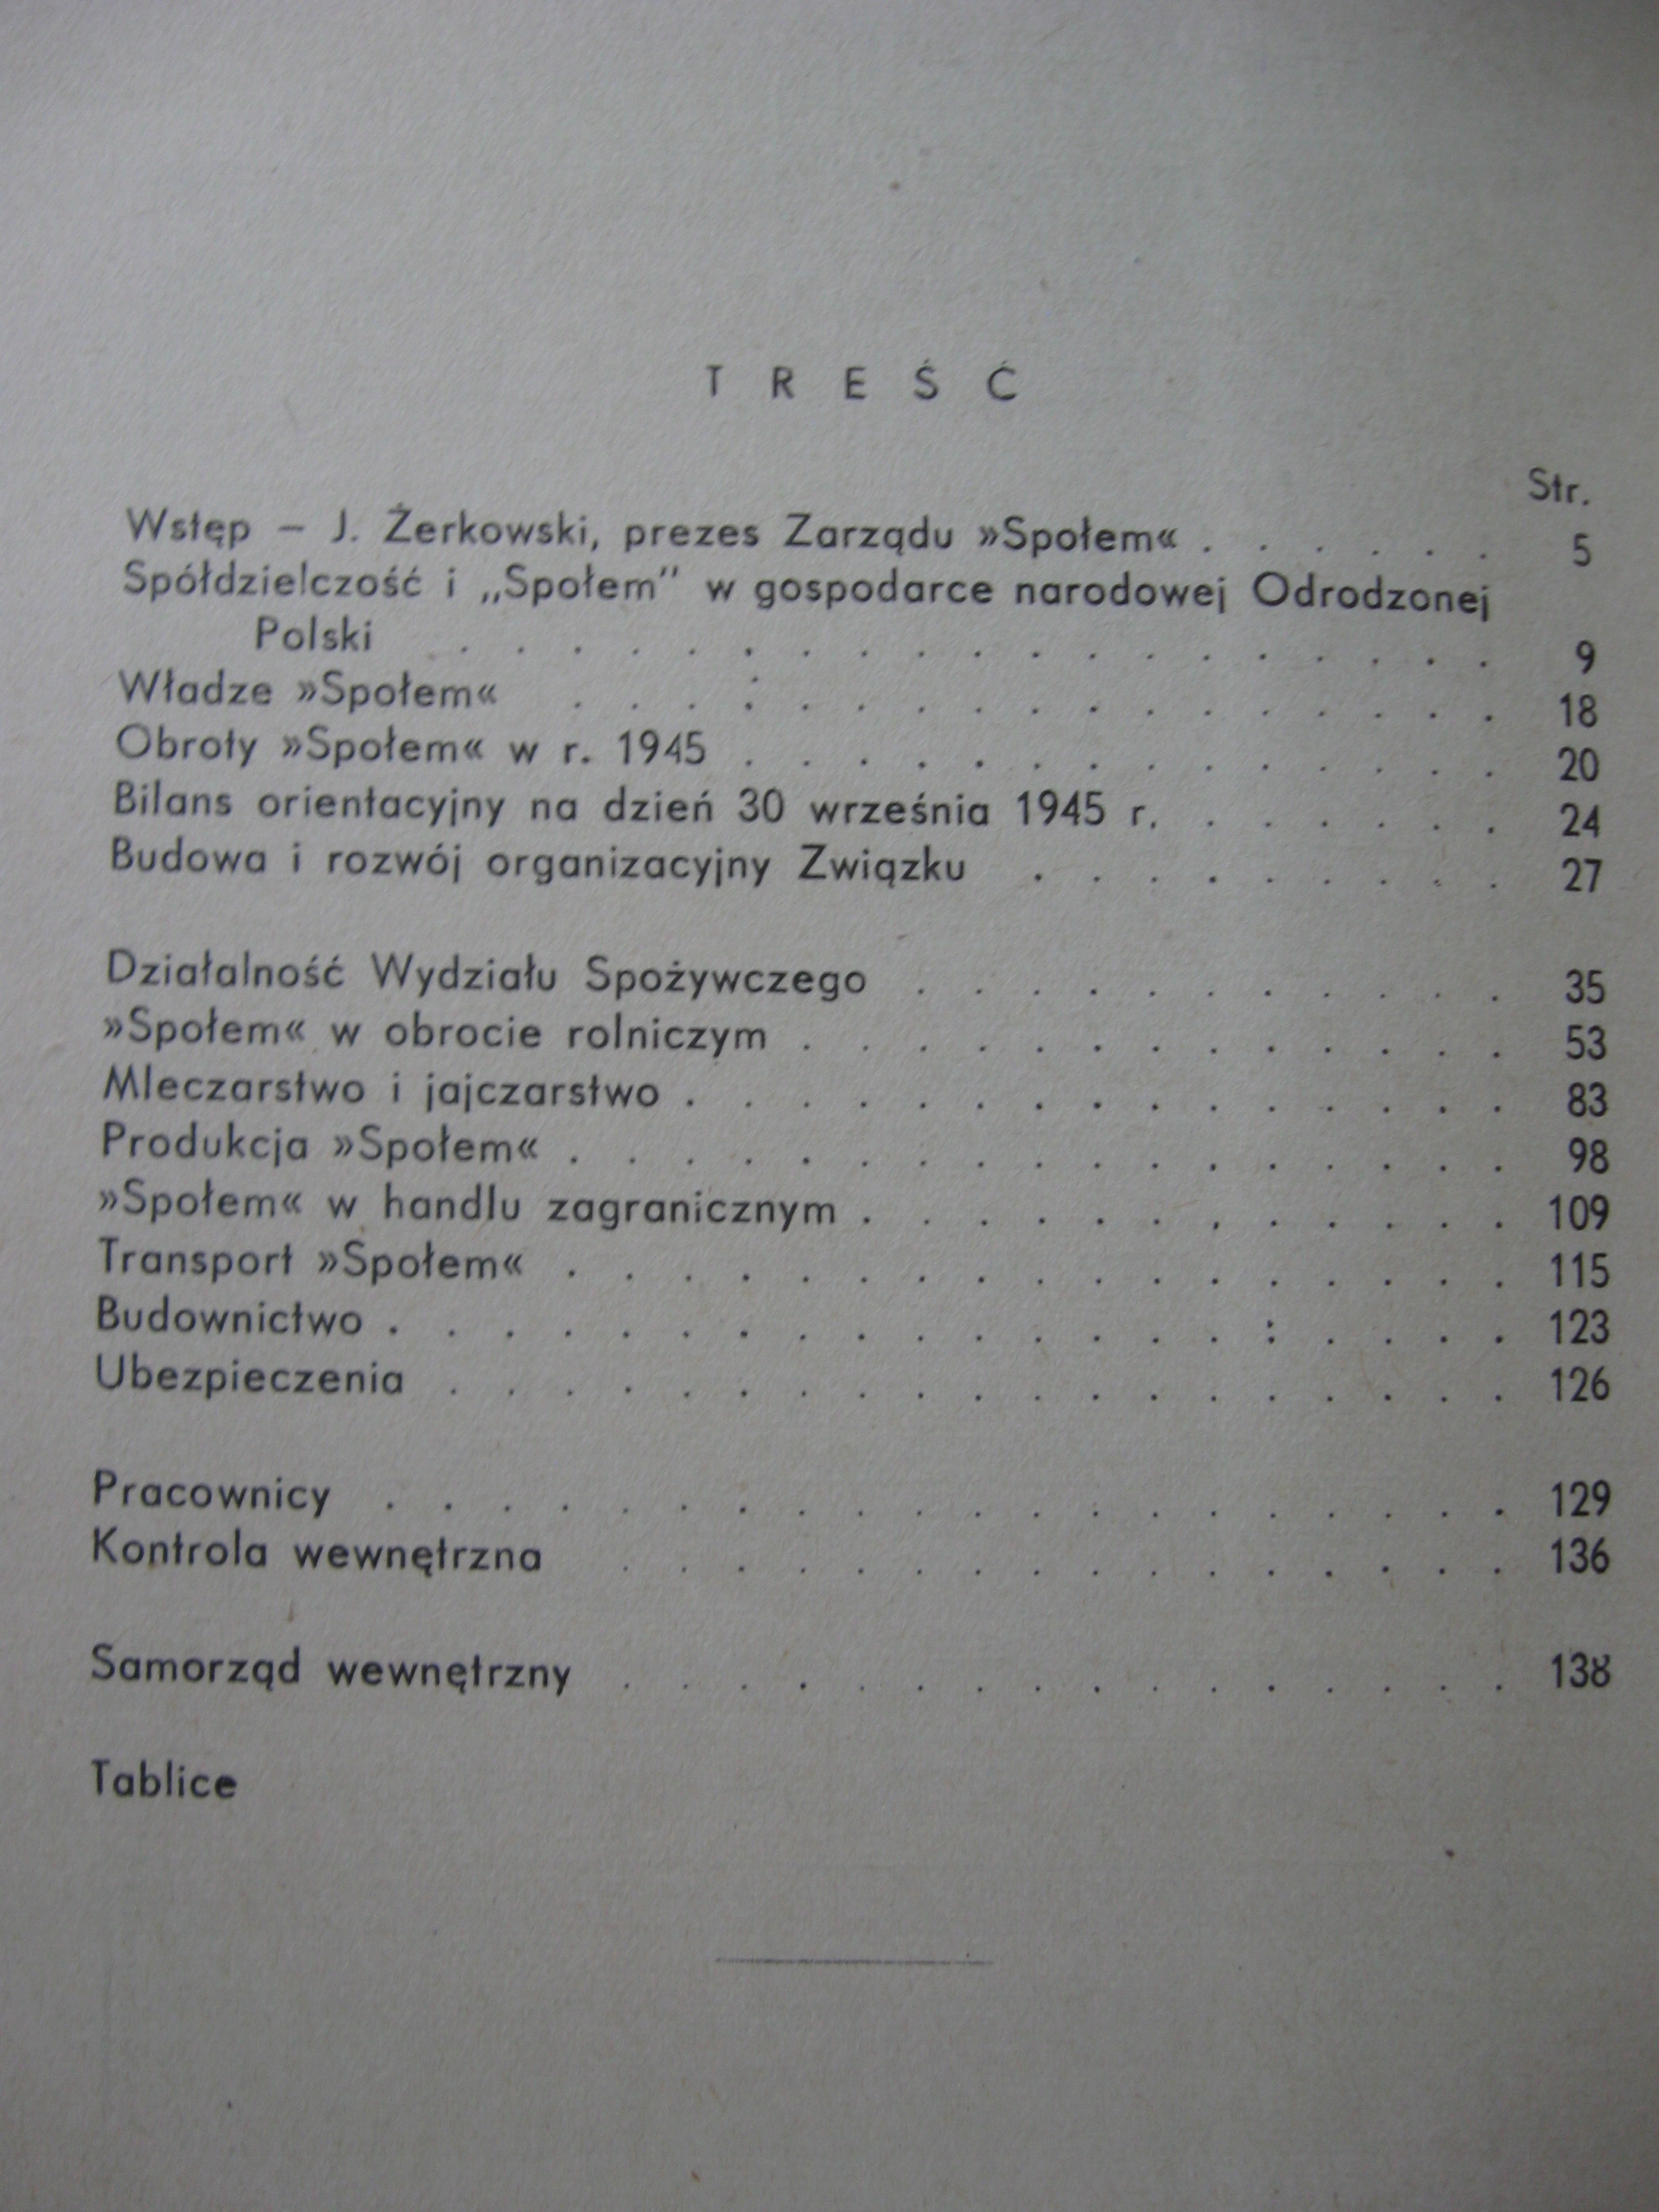 TREŚĆ
Str.
Wstęp – J. Żerkowski, prezes Zarządu »Społem« . . . . . . 5
Spółdzielczość i „Społem" w gospodarce narodowej Odrodzonej
Polski . . . . . . . . . . . . . . . . . . . 9
Władze »Społem« . . . . . . . . . . . . . . . . . 18
Obroty »Społem« w r. 1945 . . . . . . . . . . . . . . 20
Bilans orientacyjny na dzień 30 września 1945 r. . . . . . . 24
Budowa i rozwój organizacyjny Związku . . . . . . . . . 27
Działalność Wydziału Spożywczego . . . . . . . . . . . 35
»Społem« w obrocie rolniczym . . . . . . . . . . . . . 53
Mleczarstwo i jajczarstwo . . . . . . . . . . . . . . . 83
Produkcja »Społem« . . . . . . . . . . . . . . . . . 98
»Społem« w handlu zagranicznym . . . . . . . . . . . . 109
Transport »Społem« . . . . . . . . . . . . . . . . . 115
Budownictwo . . . . . . . . . . . . . . . : . . . . 123
Ubezpieczenia . . . . . . . . . . . . . . . . . . . 126
Pracownicy . . . . . . . . . . . . . . . . . . . . 129
Kontrola wewnętrzna . . . . . . . . . . . . . . . . 136
Samorząd wewnętrzny . . . . . . . . . . . . . . . . 138
Tablice